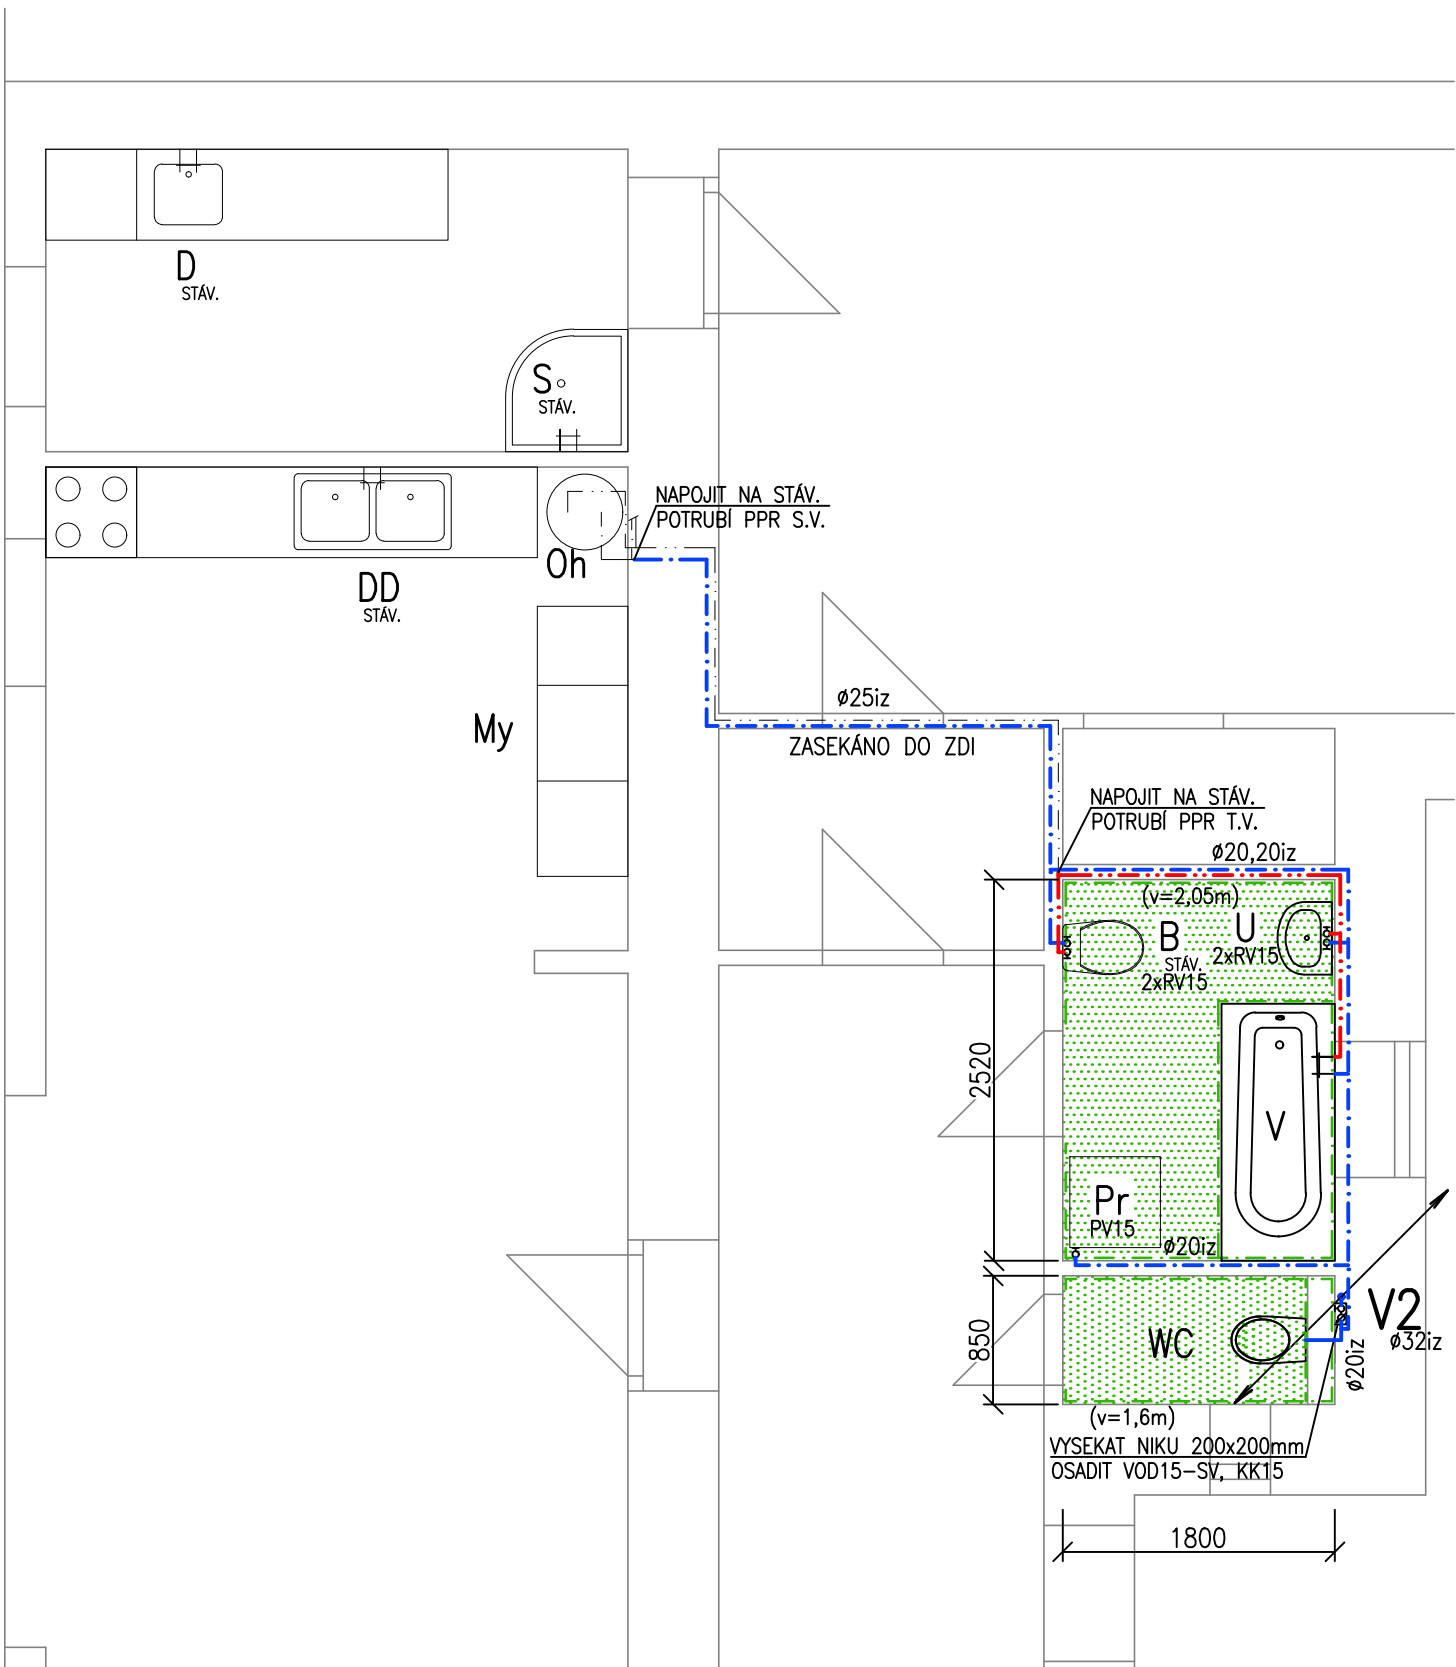 D
STÁV.
S
STÁV.
NAPOJIT NA STÁV.
POTRUBÍ PPR S.V.
Oh
DD
STÁV.
My
ø25iz
ZASEKÁNO DO ZDI
NAPOJIT NA STÁV.
POTRUBÍ PPR T.V.
ø20,20iz
(v=2,05m)
B
STÁV.
2xRV15
U
2xRV15
2520
V
Pr
PV15
ø20iz
850
WC
V2
ø32iz
ø20iz
(v=1,6m)
VYSEKAT NIKU 200x200mm
OSADIT VOD15-SV, KK15
1800